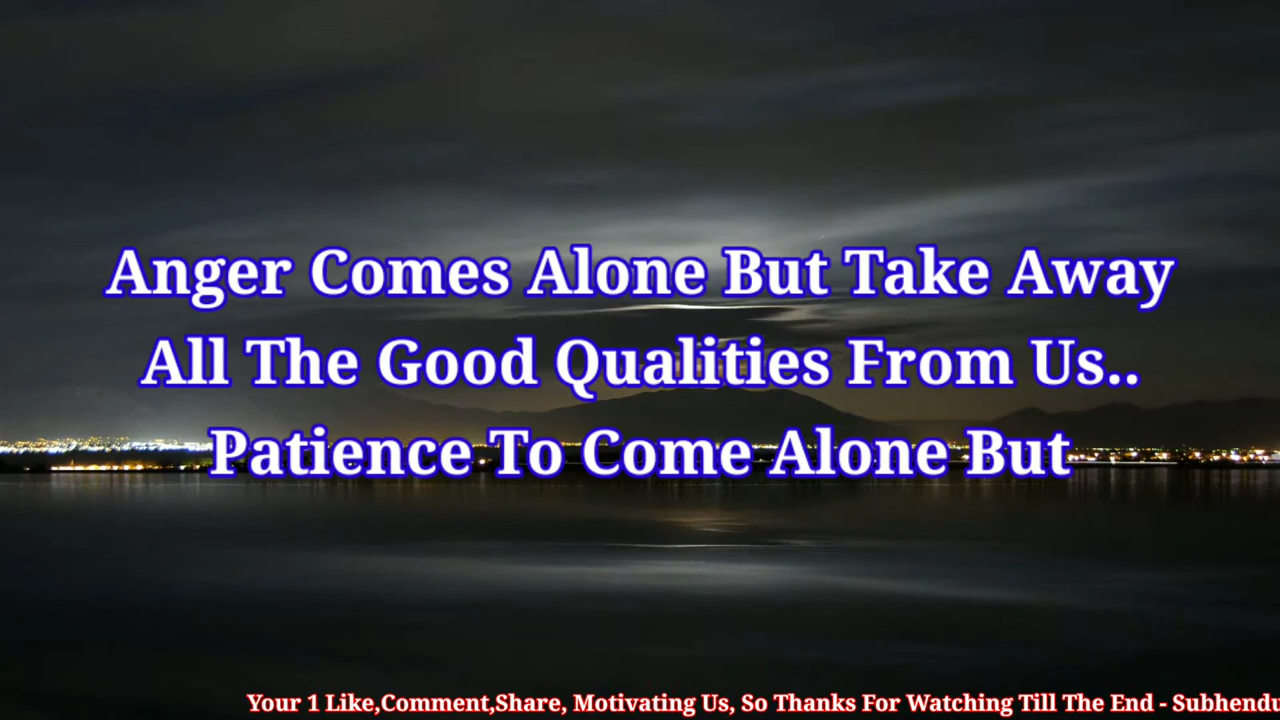 Anger Comes Alone But Take Away
All The Good Qualities From Us..
Patience To Come Alone But
Your 1 Like,Comment,Share, Motivating Us, So Thanks For Watching Till The End - Subhendu